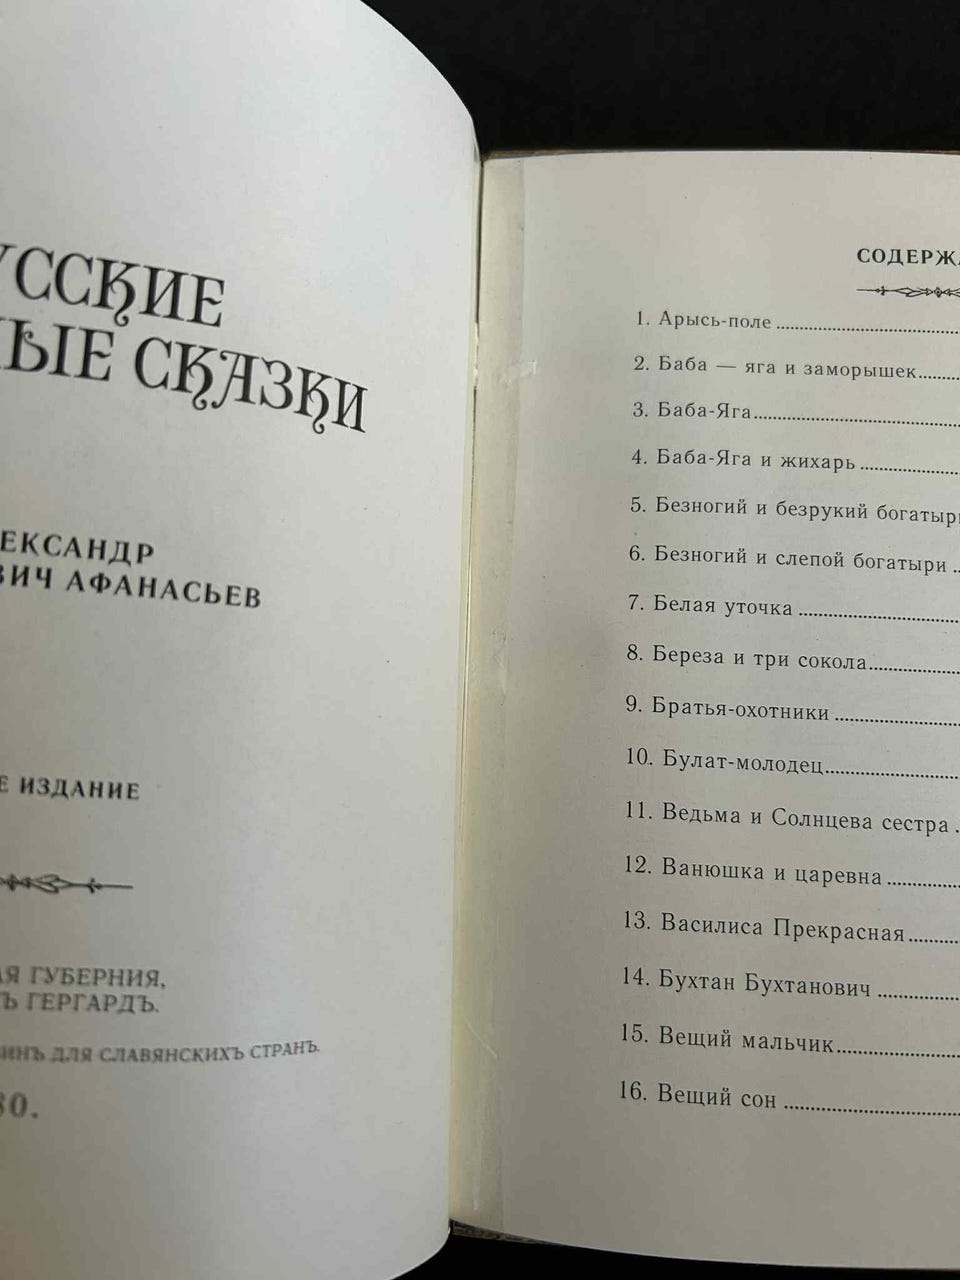 УССКИЕ
НЫЕ СКАЗКИ
ЕКСАНДР
ВИЧ АФАНАСЬЕВ
Е ИЗДАНИЕ
АЯ ГУБЕРНИЯ,
Ъ ГЕРГАРДЪ.
ИНЪ ДЛЯ СЛАВЯНСКИХЪ СТРАНЪ.
80.
СОДЕРЖА
1. Арысь-поле
2. Баба — яга и заморышек
3. Баба-Яга
4. Баба-Яга и жихарь
5. Безногий и безрукий богатыри
6. Безногий и слепой богатыри
7. Белая уточка
8. Береза и три сокола
9. Братья-охотники
10. Булат-молодец
11. Ведьма и Солнцева сестра
12. Ванюшка и царевна
13. Василиса Прекрасная
14. Бухтан Бухтанович
15. Вещий мальчик
16. Вещий сон